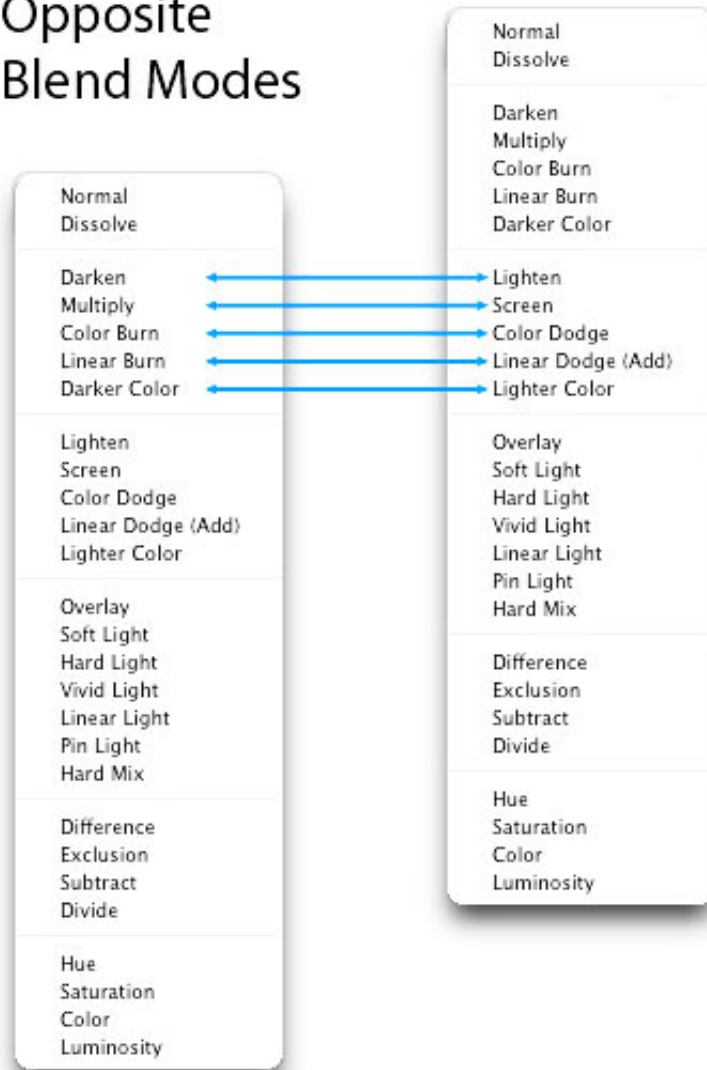 Opposite
Blend Modes
Normal
Dissolve
Darken
Multiply
Color Burn
Linear Burn
Darker Color
Lighten
Screen
Color Dodge
Linear Dodge (Add)
Lighter Color
Overlay
Soft Light
Hard Light
Vivid Light
Linear Light
Pin Light
Hard Mix
Difference
Exclusion
Subtract
Divide
Hue
Saturation
Color
Luminosity
Normal
Dissolve
Darken
Multiply
Color Burn
Linear Burn
Darker Color
Lighten
Screen
Color Dodge
Linear Dodge (Add)
Lighter Color
Overlay
Soft Light
Hard Light
Vivid Light
Linear Light
Pin Light
Hard Mix
Difference
Exclusion
Subtract
Divide
Hue
Saturation
Color
Luminosity